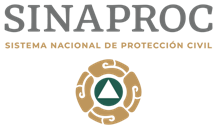 SINAPROC
SISTEMA NACIONAL DE PROTECCIÓN CIVIL